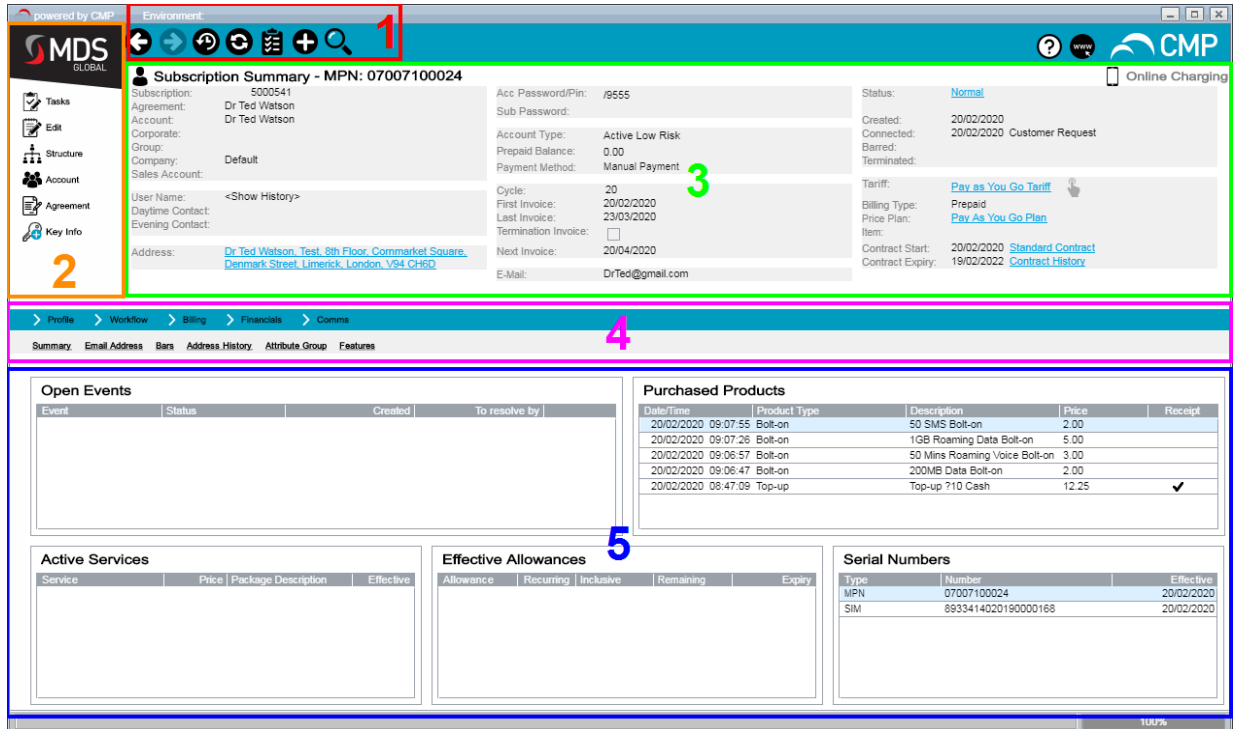 powered by CMP
Environment:
1
MDS
GLOBAL
www
CMP
Tasks
Edit
Structure
Account
Agreement
Key Info
2
Subscription Summary - MPN: 07007100024
Online Charging
Subscription: 5000541
Agreement: Dr Ted Watson
Account: Dr Ted Watson
Corporate:
Group:
Company: Default
Sales Account:
User Name: <Show History>
Daytime Contact:
Evening Contact:
Address: Dr Ted Watson, Test, 8th Floor, Cornmarket Square,
Denmark Street, Limerick, London, V94 CH6D
Acc Password/Pin: /9555
Sub Password:
Account Type: Active Low Risk
Prepaid Balance: 0.00
Payment Method: Manual Payment
3
Cycle: 20
First Invoice: 20/02/2020
Last Invoice: 23/03/2020
Termination Invoice:
Next Invoice: 20/04/2020
E-Mail: DrTed@gmail.com
Status: Normal
Created: 20/02/2020
Connected: 20/02/2020 Customer Request
Barred:
Terminated:
Tariff: Pay as You Go Tariff
Billing Type: Prepaid
Price Plan: Pay As You Go Plan
Item:
Contract Start: 20/02/2020 Standard Contract
Contract Expiry: 19/02/2022 Contract History
Profile Workflow Billing Financials Comms
4
Summary Email Address Bars Address History Attribute Group Features
Open Events
Event Status Created To resolve by
Purchased Products
Date/Time Product Type Description Price Receipt
20/02/2020 09:07:55 Bolt-on 50 SMS Bolt-on 2.00
20/02/2020 09:07:26 Bolt-on 1GB Roaming Data Bolt-on 5.00
20/02/2020 09:06:57 Bolt-on 50 Mins Roaming Voice Bolt-on 3.00
20/02/2020 09:06:47 Bolt-on 200MB Data Bolt-on 2.00
20/02/2020 08:47:09 Top-up Top-up ?10 Cash 12.25
5
Active Services
Service Price Package Description Effective
Effective Allowances
Allowance Recurring Inclusive Remaining Expiry
Serial Numbers
Type Number Effective
MPN 07007100024 20/02/2020
SIM 8933414020190000168 20/02/2020
100%